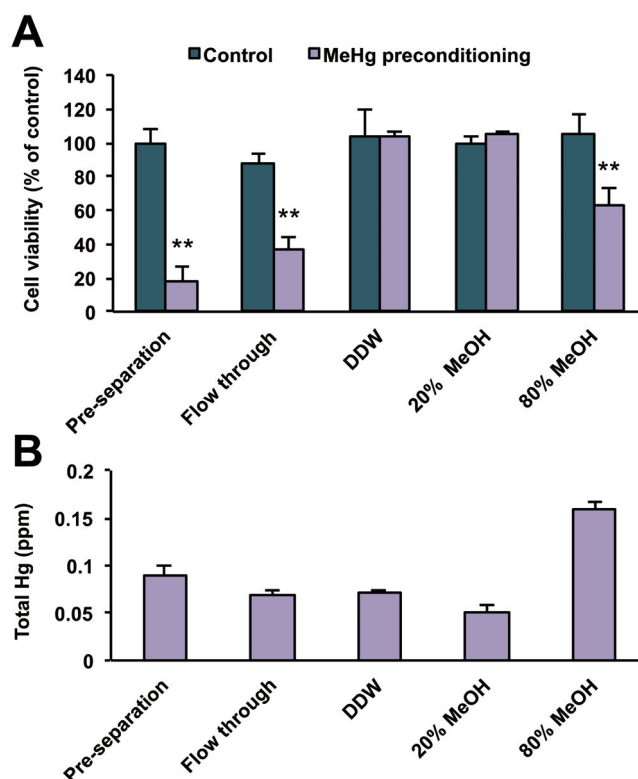 A
Control MeHg preconditioning
Cell viability (% of control)
140
120
100
80
60
40
20
0
**
**
**
Pre-separation
Flow through
DDW
20% MeOH
80% MeOH
B
Total Hg (ppm)
0.2
0.15
0.1
0.05
0
Pre-separation
Flow through
DDW
20% MeOH
80% MeOH